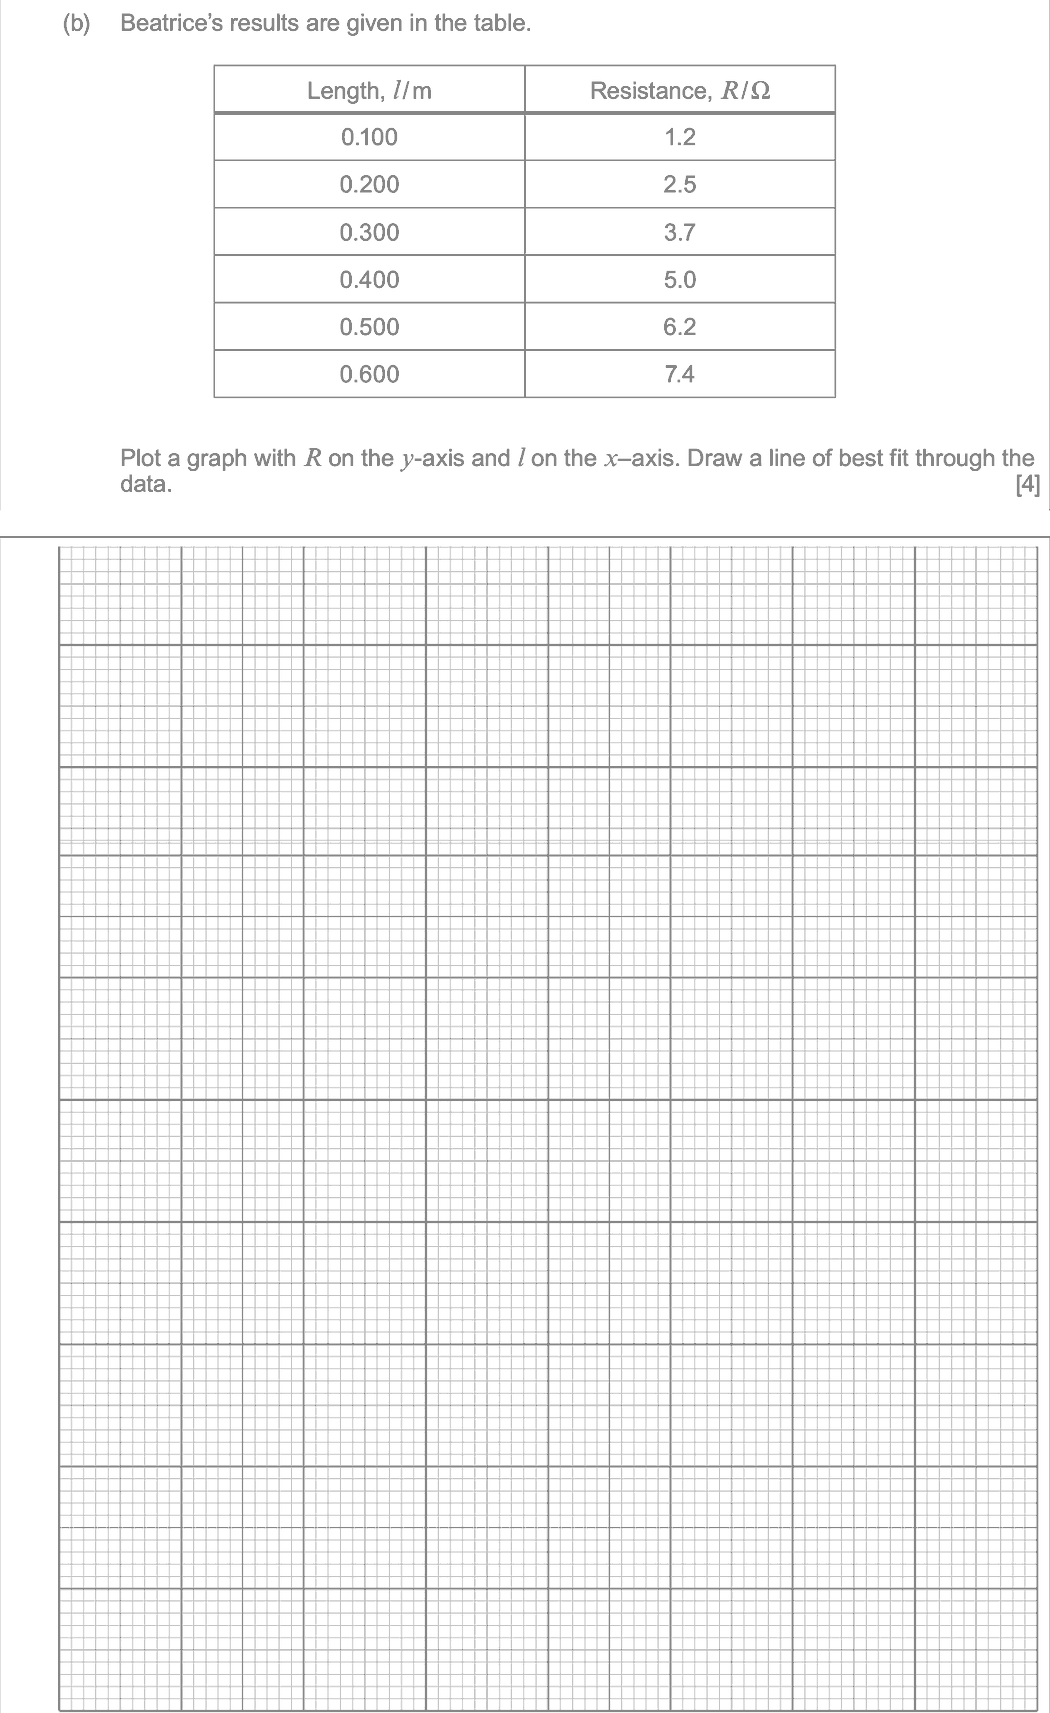 (b) Beatrice's results are given in the table.
Length, l/m Resistance, R/Ω
0.100 1.2
0.200 2.5
0.300 3.7
0.400 5.0
0.500 6.2
0.600 7.4
Plot a graph with R on the y-axis and l on the x–axis. Draw a line of best fit through the
data. [4]